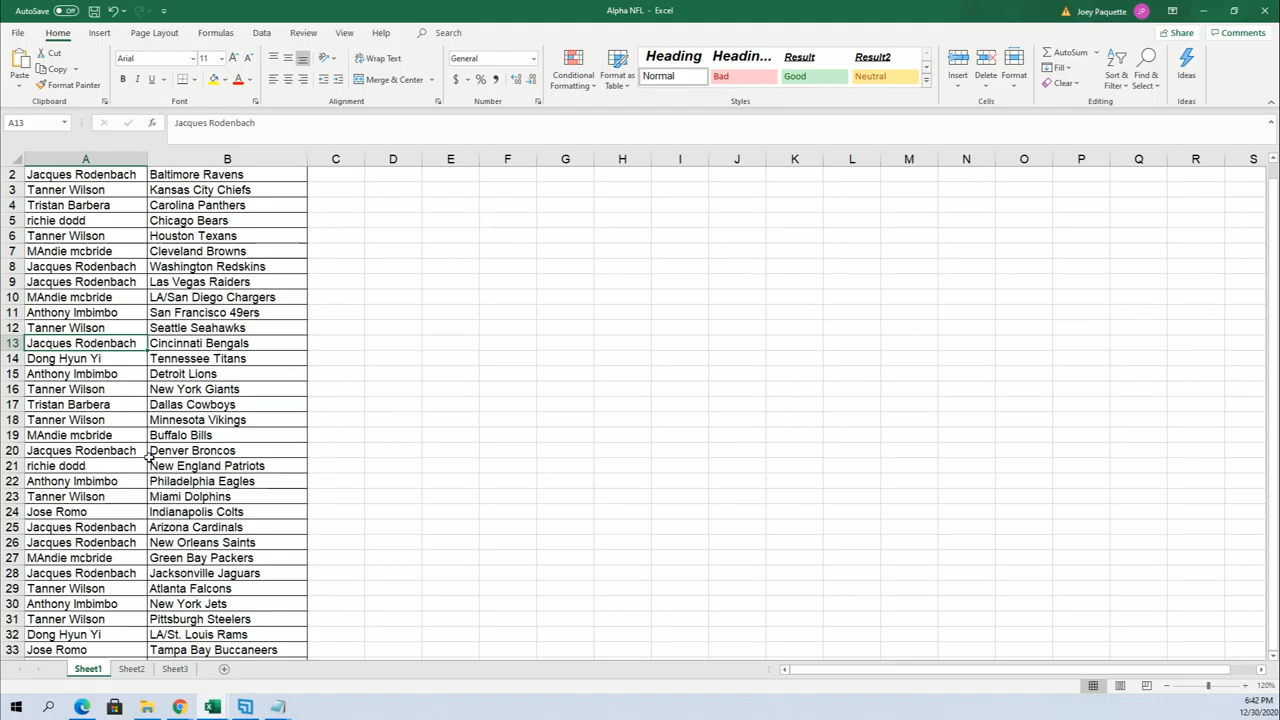 AutoSave Off Alpha NFL - Excel Joey Paquette JP
File Home Insert Page Layout Formulas Data Review View Help Search Share Comments
Cut Arial 11 Wrap Text General Heading Headin... Result Result2 AutoSum
Paste Copy Conditional Format as Insert Delete Format Fill Sort & Find & Ideas
Format Painter B I U A Merge & Center $ % , Formatting Table Normal Bad Good Neutral Clear Filter Select
Clipboard Font Alignment Number Styles Cells Editing Ideas
A13 fx Jacques Rodenbach
A B C D E F G H I J K L M N O P Q R S
2 Jacques Rodenbach Baltimore Ravens
3 Tanner Wilson Kansas City Chiefs
4 Tristan Barbera Carolina Panthers
5 richie dodd Chicago Bears
6 Tanner Wilson Houston Texans
7 MAndie mcbride Cleveland Browns
8 Jacques Rodenbach Washington Redskins
9 Jacques Rodenbach Las Vegas Raiders
10 MAndie mcbride LA/San Diego Chargers
11 Anthony Imbimbo San Francisco 49ers
12 Tanner Wilson Seattle Seahawks
13 Jacques Rodenbach Cincinnati Bengals
14 Dong Hyun Yi Tennessee Titans
15 Anthony Imbimbo Detroit Lions
16 Tanner Wilson New York Giants
17 Tristan Barbera Dallas Cowboys
18 Tanner Wilson Minnesota Vikings
19 MAndie mcbride Buffalo Bills
20 Jacques Rodenbach Denver Broncos
21 richie dodd New England Patriots
22 Anthony Imbimbo Philadelphia Eagles
23 Tanner Wilson Miami Dolphins
24 Jose Romo Indianapolis Colts
25 Jacques Rodenbach Arizona Cardinals
26 Jacques Rodenbach New Orleans Saints
27 MAndie mcbride Green Bay Packers
28 Jacques Rodenbach Jacksonville Jaguars
29 Tanner Wilson Atlanta Falcons
30 Anthony Imbimbo New York Jets
31 Tanner Wilson Pittsburgh Steelers
32 Dong Hyun Yi LA/St. Louis Rams
33 Jose Romo Tampa Bay Buccaneers
Sheet1 Sheet2 Sheet3
120%
6:42 PM
12/30/2020